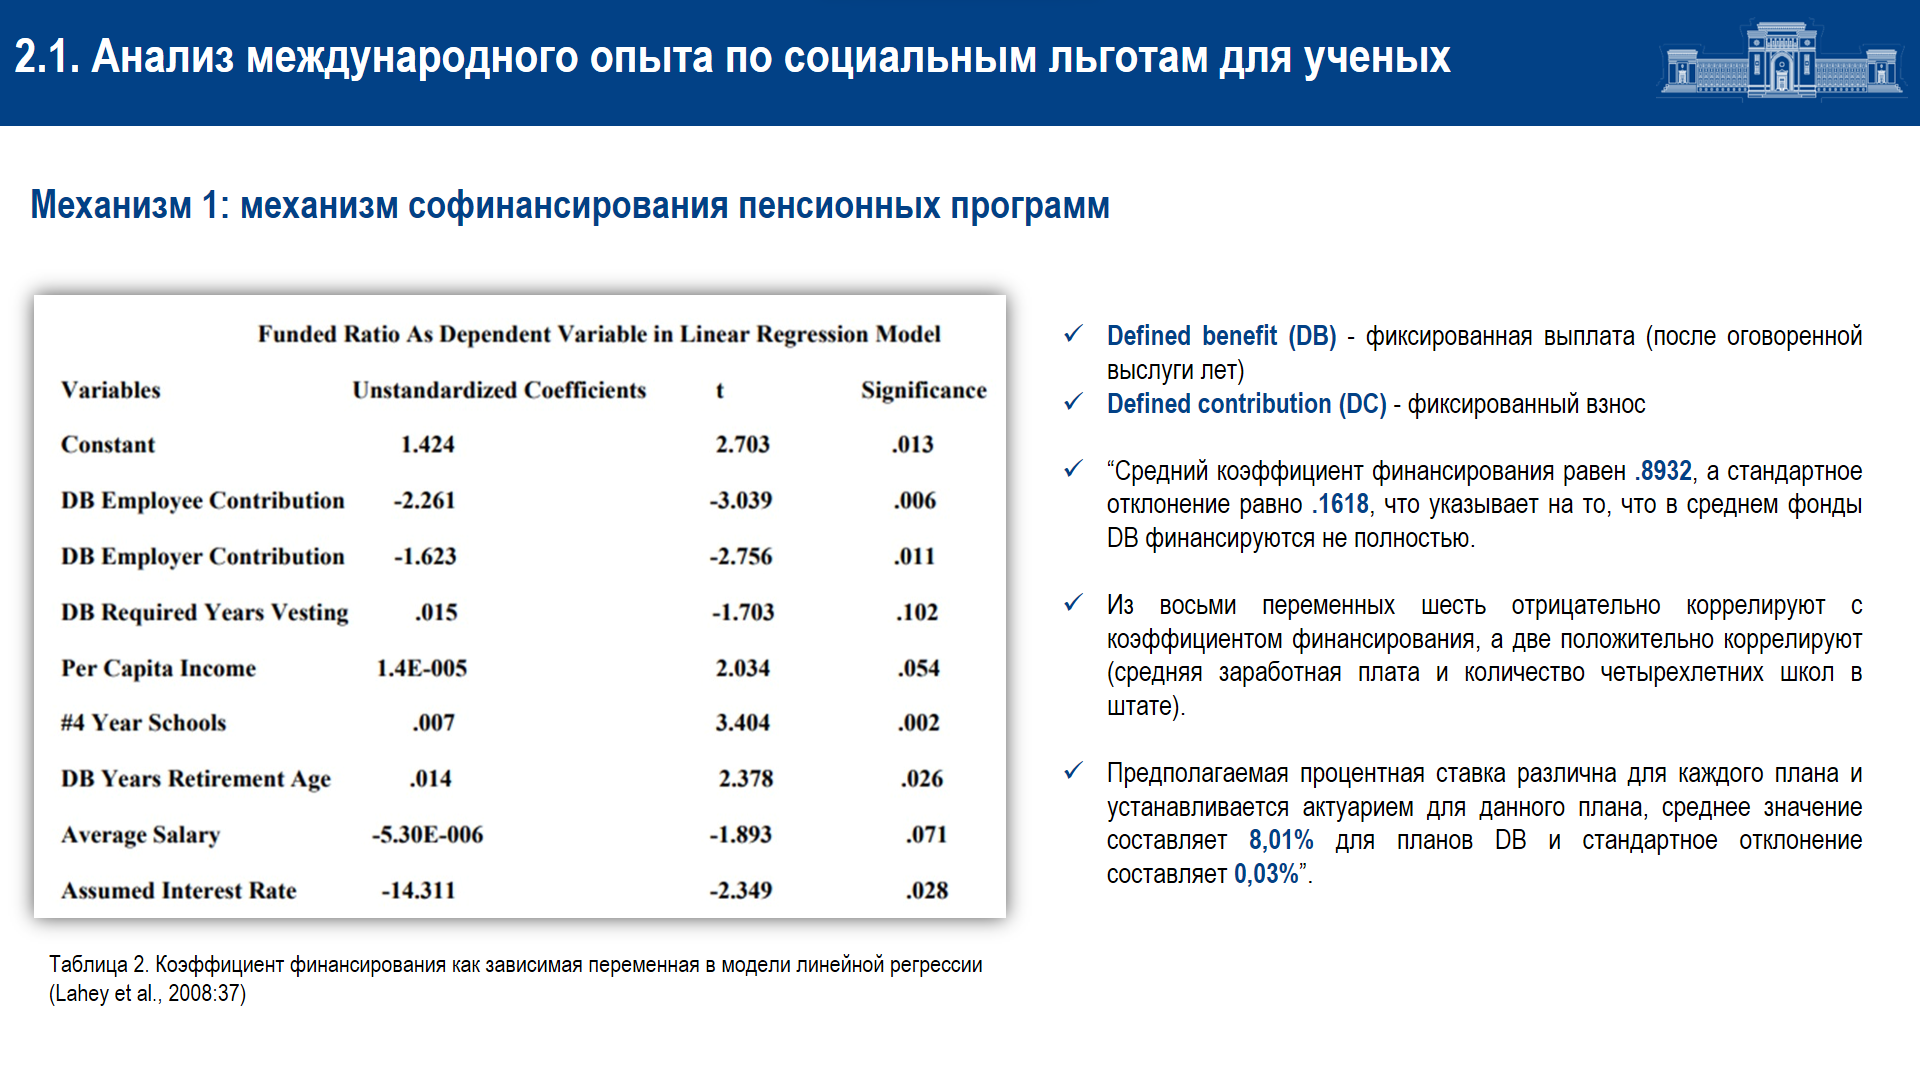 2.1. Анализ международного опыта по социальным льготам для ученых
Механизм 1: механизм софинансирования пенсионных программ
Funded Ratio As Dependent Variable in Linear Regression Model
Variables Unstandardized Coefficients t Significance
Constant 1.424 2.703 .013
DB Employee Contribution -2.261 -3.039 .006
DB Employer Contribution -1.623 -2.756 .011
DB Required Years Vesting .015 -1.703 .102
Per Capita Income 1.4E-005 2.034 .054
#4 Year Schools .007 3.404 .002
DB Years Retirement Age .014 2.378 .026
Average Salary -5.30E-006 -1.893 .071
Assumed Interest Rate -14.311 -2.349 .028
Таблица 2. Коэффициент финансирования как зависимая переменная в модели линейной регрессии
(Lahey et al., 2008:37)
✓ Defined benefit (DB) - фиксированная выплата (после оговоренной
выслуги лет)
✓ Defined contribution (DC) - фиксированный взнос
✓ “Средний коэффициент финансирования равен .8932, а стандартное
отклонение равно .1618, что указывает на то, что в среднем фонды
DB финансируются не полностью.
✓ Из восьми переменных шесть отрицательно коррелируют с
коэффициентом финансирования, а две положительно коррелируют
(средняя заработная плата и количество четырехлетних школ в
штате).
✓ Предполагаемая процентная ставка различна для каждого плана и
устанавливается актуарием для данного плана, среднее значение
составляет 8,01% для планов DB и стандартное отклонение
составляет 0,03%”.